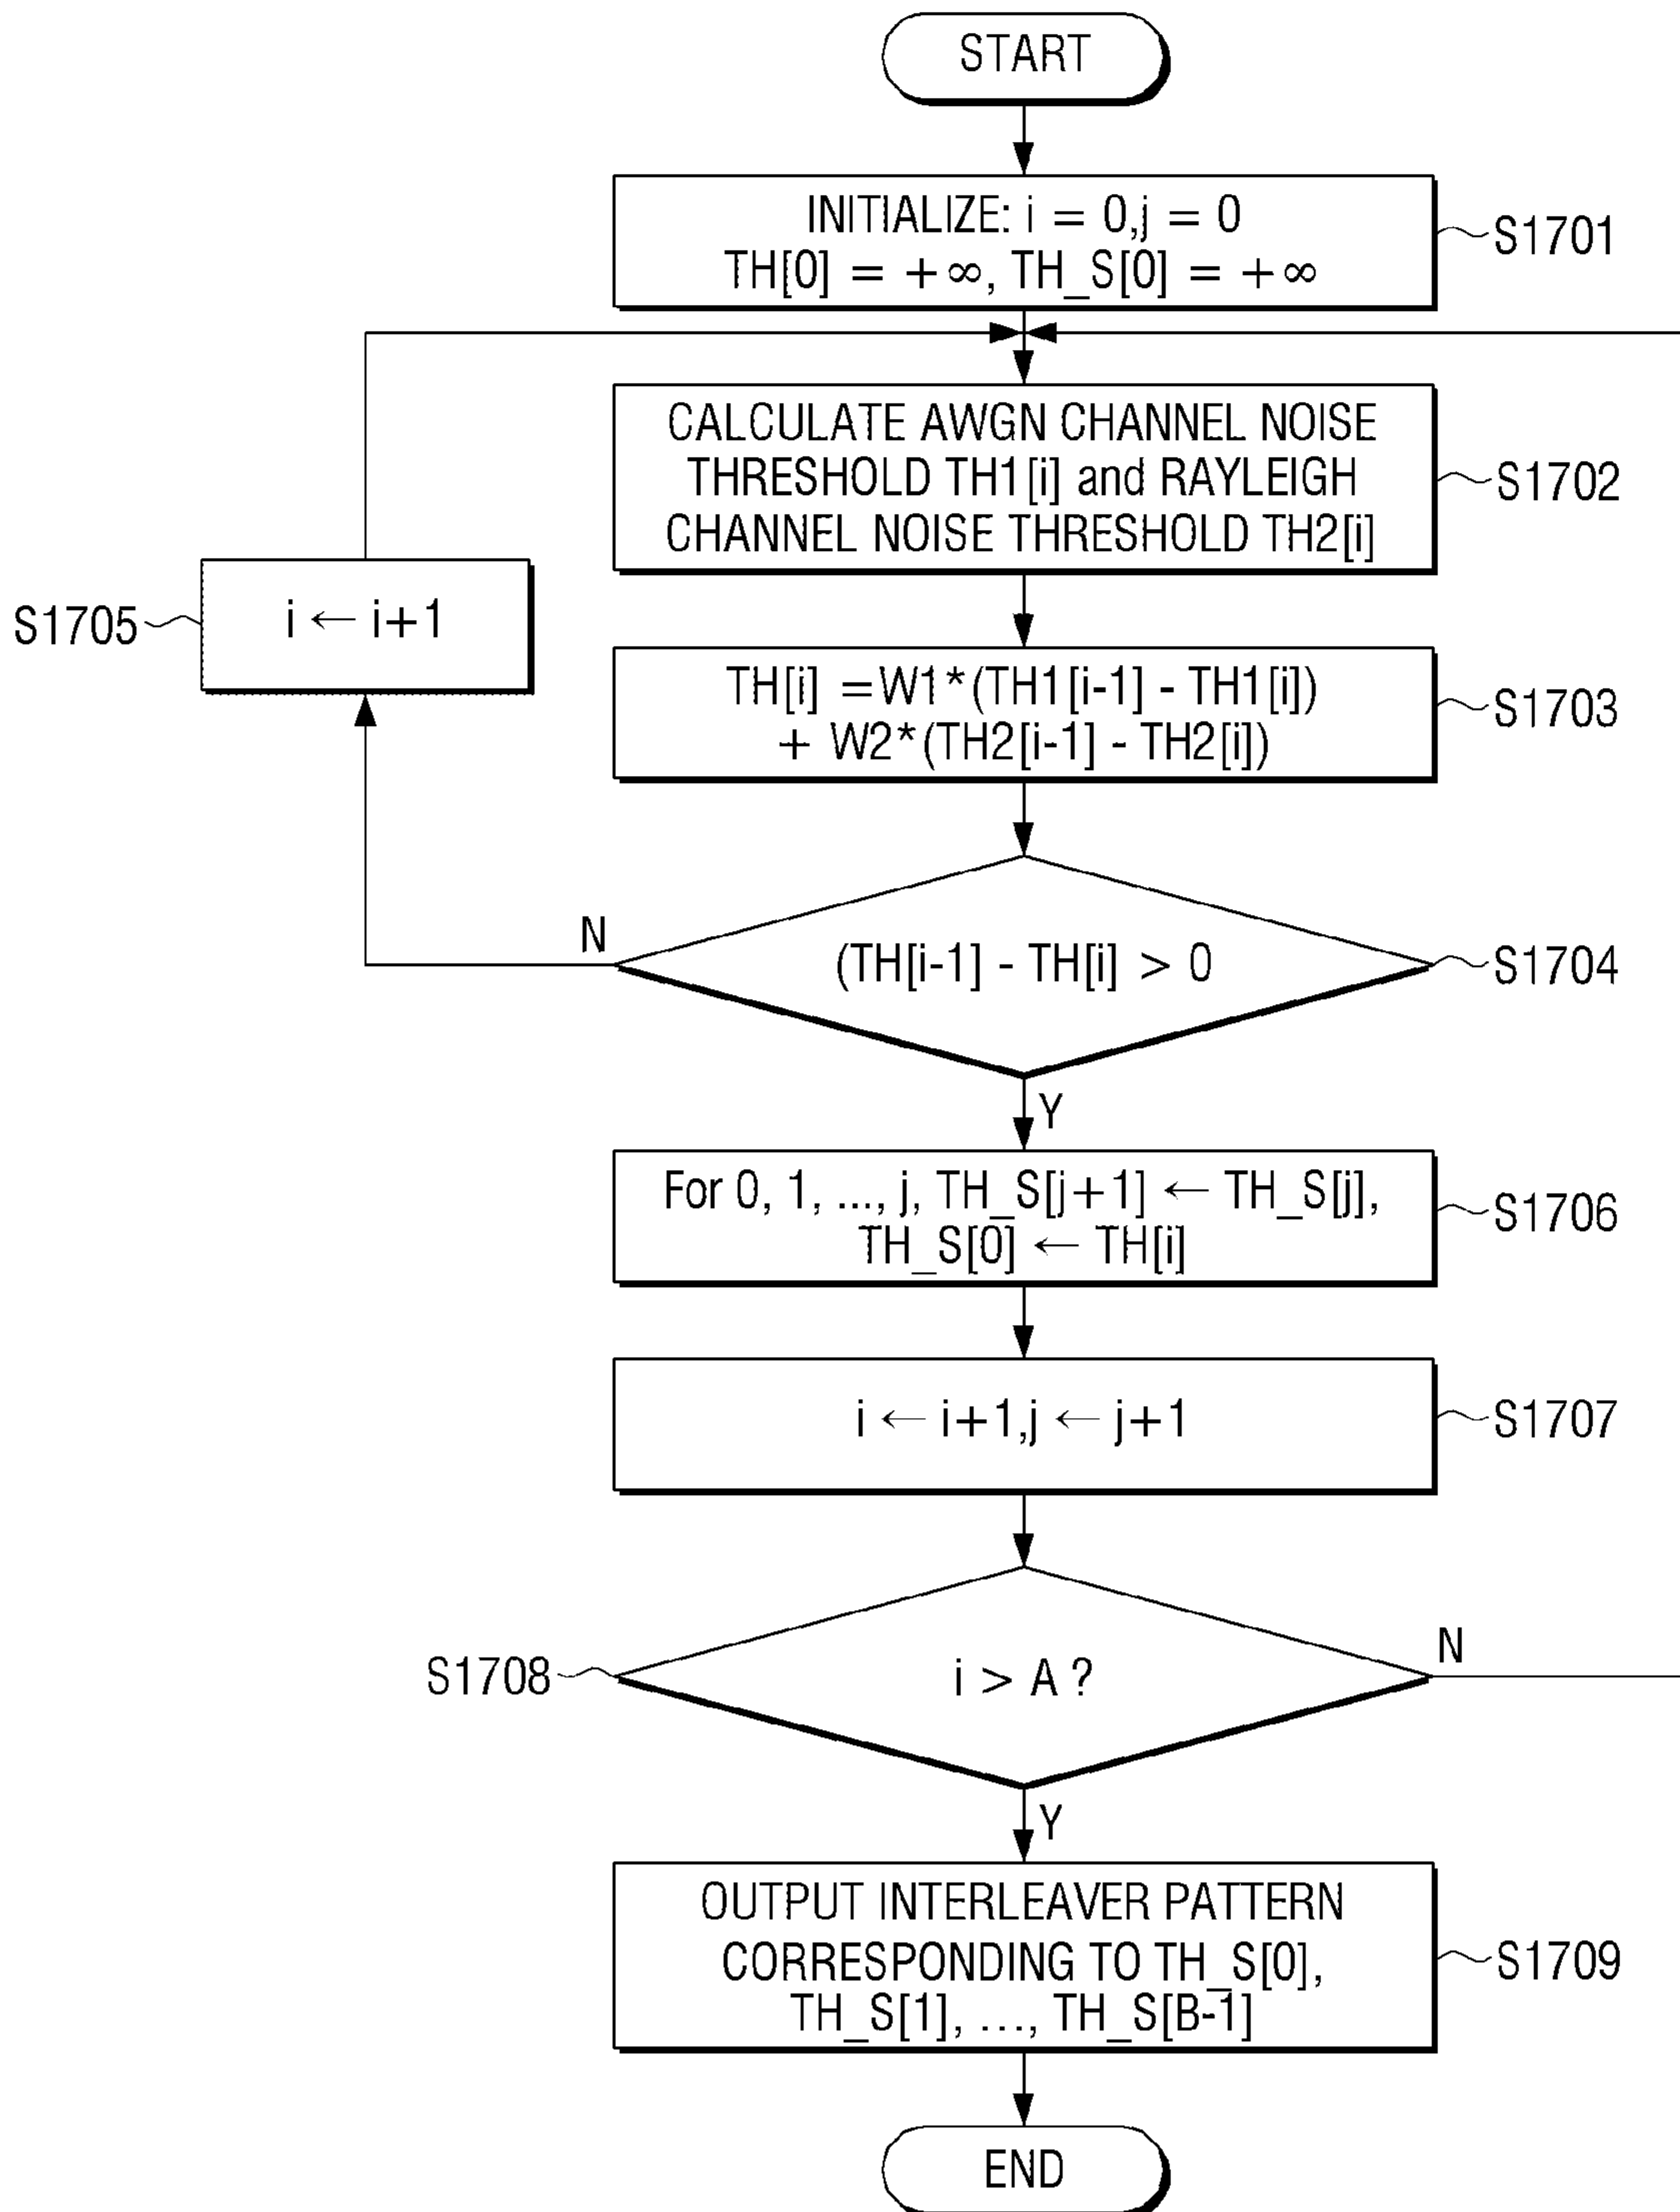 START
INITIALIZE: i = 0,j = 0
TH[0] = +∞, TH_S[0] = +∞
S1701
CALCULATE AWGN CHANNEL NOISE
THRESHOLD TH1[i] and RAYLEIGH
CHANNEL NOISE THRESHOLD TH2[i]
S1702
S1705
i ← i+1
TH[i] =W1*(TH1[i-1] - TH1[i])
+ W2*(TH2[i-1] - TH2[i])
S1703
N
(TH[i-1] - TH[i] > 0
S1704
Y
For 0, 1, ..., j, TH_S[j+1] ← TH_S[j],
TH_S[0] ← TH[i]
S1706
i ← i+1,j ← j+1
S1707
S1708
i > A ?
N
Y
OUTPUT INTERLEAVER PATTERN
CORRESPONDING TO TH_S[0],
TH_S[1], ..., TH_S[B-1]
S1709
END